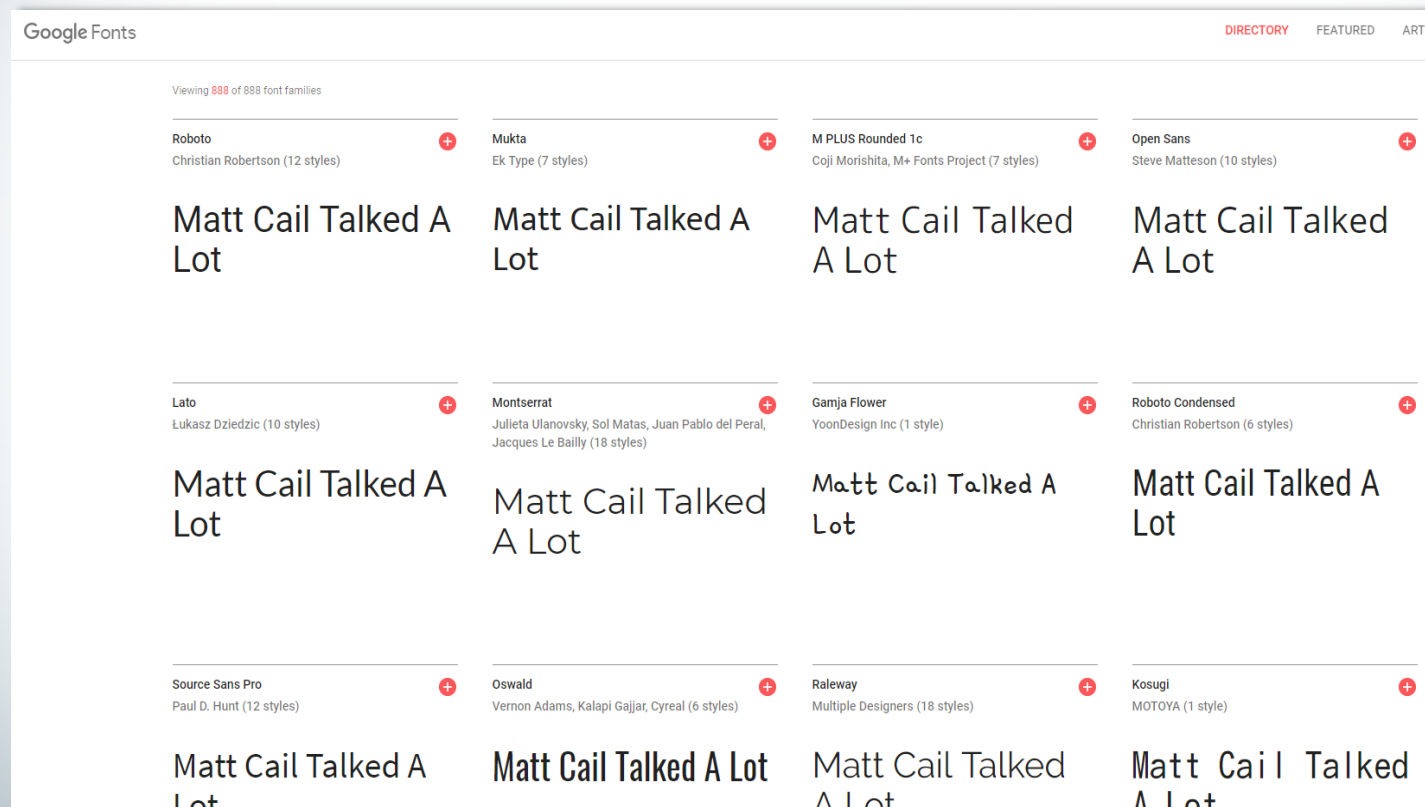 Google Fonts
DIRECTORY FEATURED ART
Viewing 888 of 888 font families
Roboto
Christian Robertson (12 styles)
Matt Cail Talked A
Lot
Mukta
Ek Type (7 styles)
Matt Cail Talked A
Lot
M PLUS Rounded 1c
Coji Morishita, M+ Fonts Project (7 styles)
Matt Cail Talked
A Lot
Open Sans
Steve Matteson (10 styles)
Matt Cail Talked
A Lot
Lato
Łukasz Dziedzic (10 styles)
Matt Cail Talked A
Lot
Montserrat
Julieta Ulanovsky, Sol Matas, Juan Pablo del Peral,
Jacques Le Bailly (18 styles)
Matt Cail Talked
A Lot
Gamja Flower
YoonDesign Inc (1 style)
Matt Cail Talked A
Lot
Roboto Condensed
Christian Robertson (6 styles)
Matt Cail Talked A
Lot
Source Sans Pro
Paul D. Hunt (12 styles)
Matt Cail Talked A
Lot
Oswald
Vernon Adams, Kalapi Gajjar, Cyreal (6 styles)
Matt Cail Talked A Lot
Raleway
Multiple Designers (18 styles)
Matt Cail Talked
A Lot
Kosugi
MOTOYA (1 style)
Matt Cail Talked
A Lot